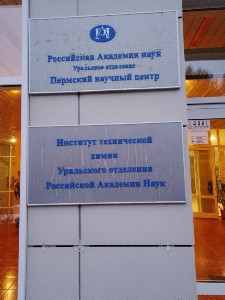 Российская Академия наук
Уральское отделение
Пермский научный центр
Институт технической
химии
Уральского отделения
Российской Академии Наук